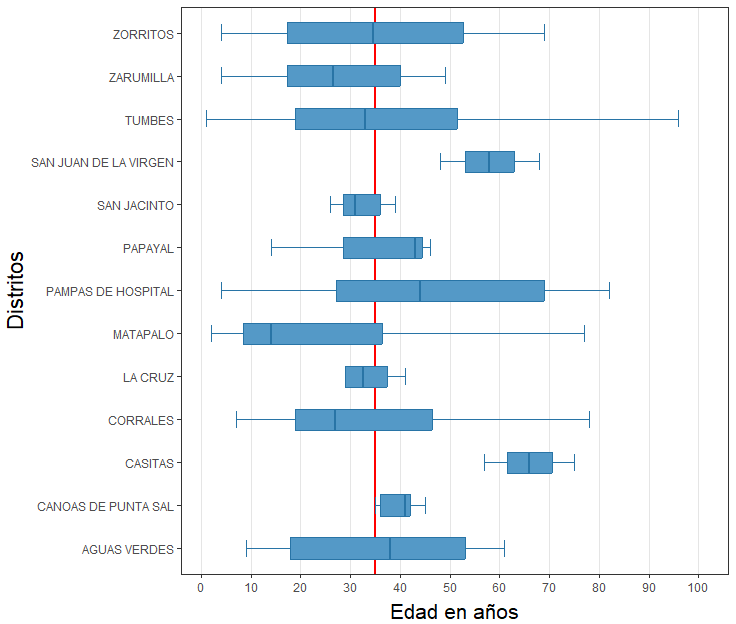 ZORRITOS
ZARUMILLA
TUMBES
SAN JUAN DE LA VIRGEN
SAN JACINTO
PAPAYAL
PAMPAS DE HOSPITAL
MATAPALO
LA CRUZ
CORRALES
CASITAS
CANOAS DE PUNTA SAL
AGUAS VERDES
Distritos
0 10 20 30 40 50 60 70 80 90 100
Edad en años